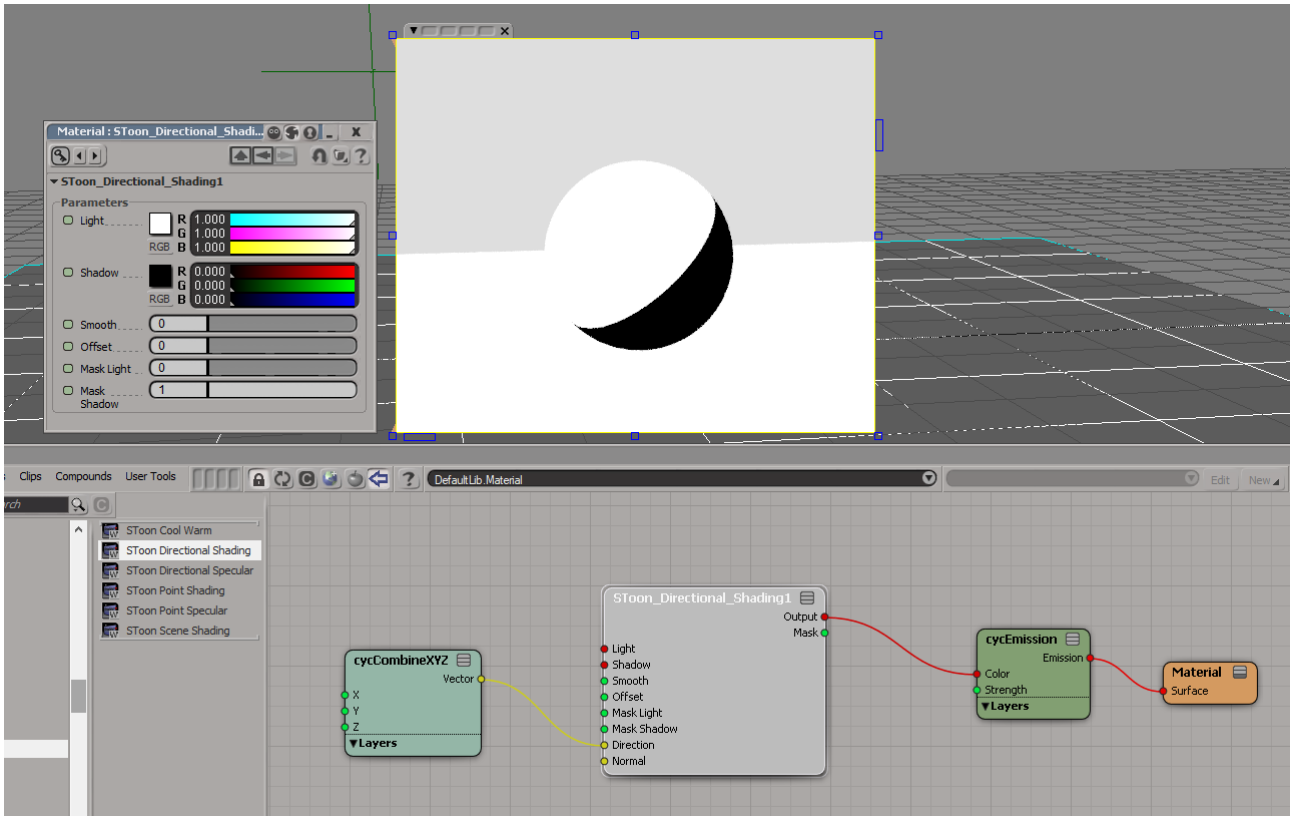 Material : SToon_Directional_Shadi... X
SToon_Directional_Shading1
Parameters
Light R 1.000
G 1.000
RGB B 1.000
Shadow R 0.000
G 0.000
RGB B 0.000
Smooth 0
Offset 0
Mask Light 0
Mask Shadow 1
Clips Compounds User Tools C ? DefaultLib.Material Edit New
rch C
SToon Cool Warm
SToon Directional Shading
SToon Directional Specular
SToon Point Shading
SToon Point Specular
SToon Scene Shading
cycCombineXYZ
Vector
X
Y
Z
Layers
SToon_Directional_Shading1
Output
Mask
Light
Shadow
Smooth
Offset
Mask Light
Mask Shadow
Direction
Normal
cycEmission
Emission
Color
Strength
Layers
Material
Surface